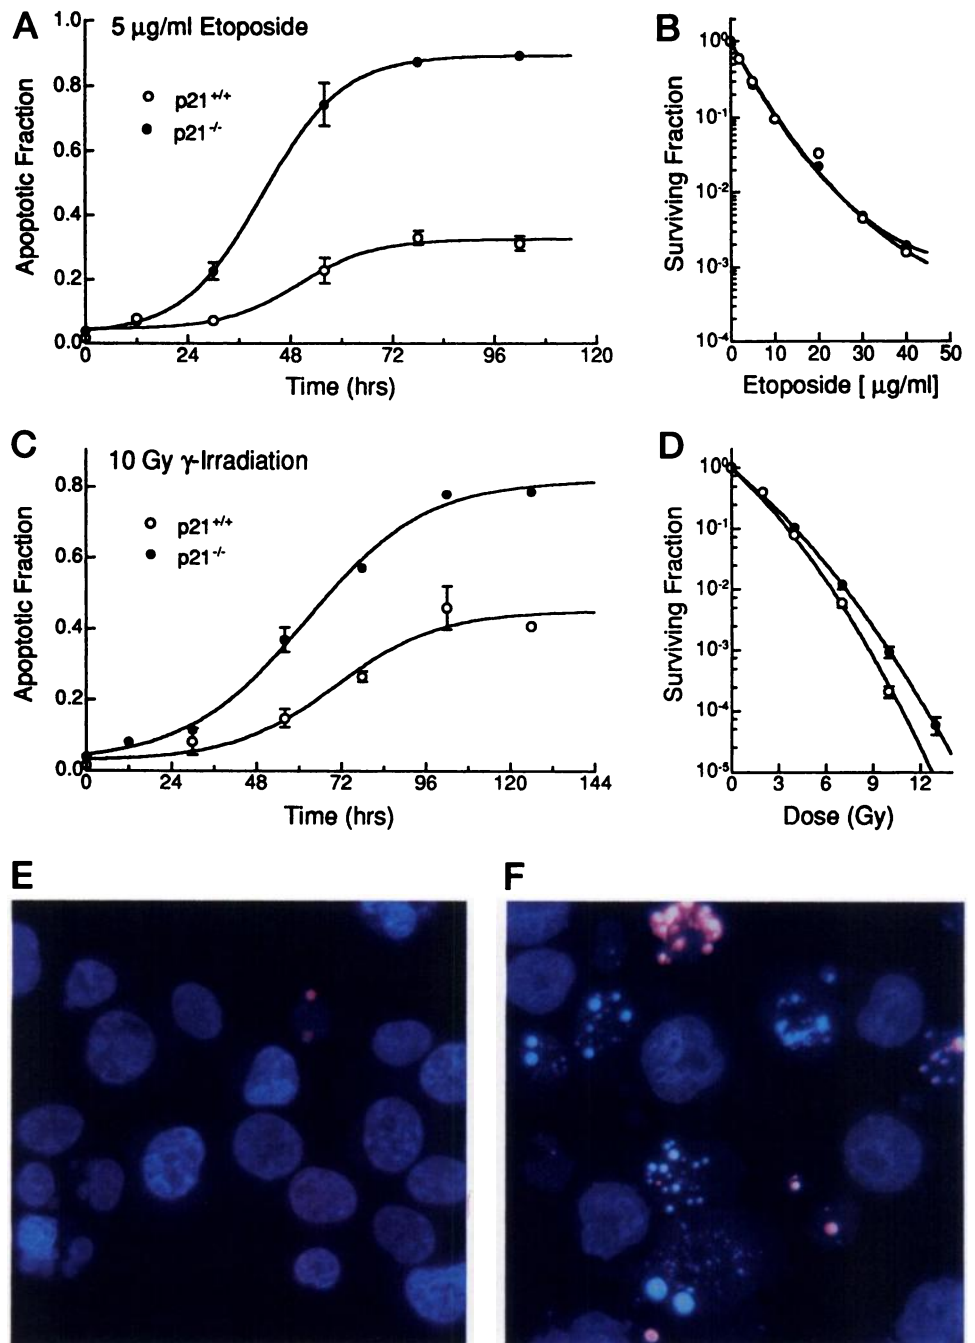 A
5 μg/ml Etoposide
p21+/+
p21-/-
Apoptotic Fraction
1.0
0.8
0.6
0.4
0.2
0.0
0 24 48 72 96 120
Time (hrs)
B
Surviving Fraction
10⁰
10⁻¹
10⁻²
10⁻³
10⁻⁴
0 10 20 30 40 50
Etoposide [ μg/ml]
C
10 Gy γ-Irradiation
p21+/+
p21-/-
Apoptotic Fraction
0.8
0.6
0.4
0.2
0.0
0 24 48 72 96 120 144
Time (hrs)
D
Surviving Fraction
10⁰
10⁻¹
10⁻²
10⁻³
10⁻⁴
10⁻⁵
0 3 6 9 12
Dose (Gy)
E
F